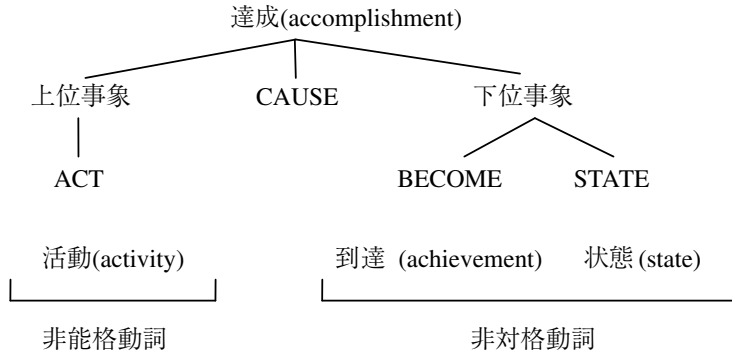 達成(accomplishment)
上位事象 CAUSE 下位事象
ACT BECOME STATE
活動(activity) 到達 (achievement) 状態 (state)
非能格動詞 非対格動詞